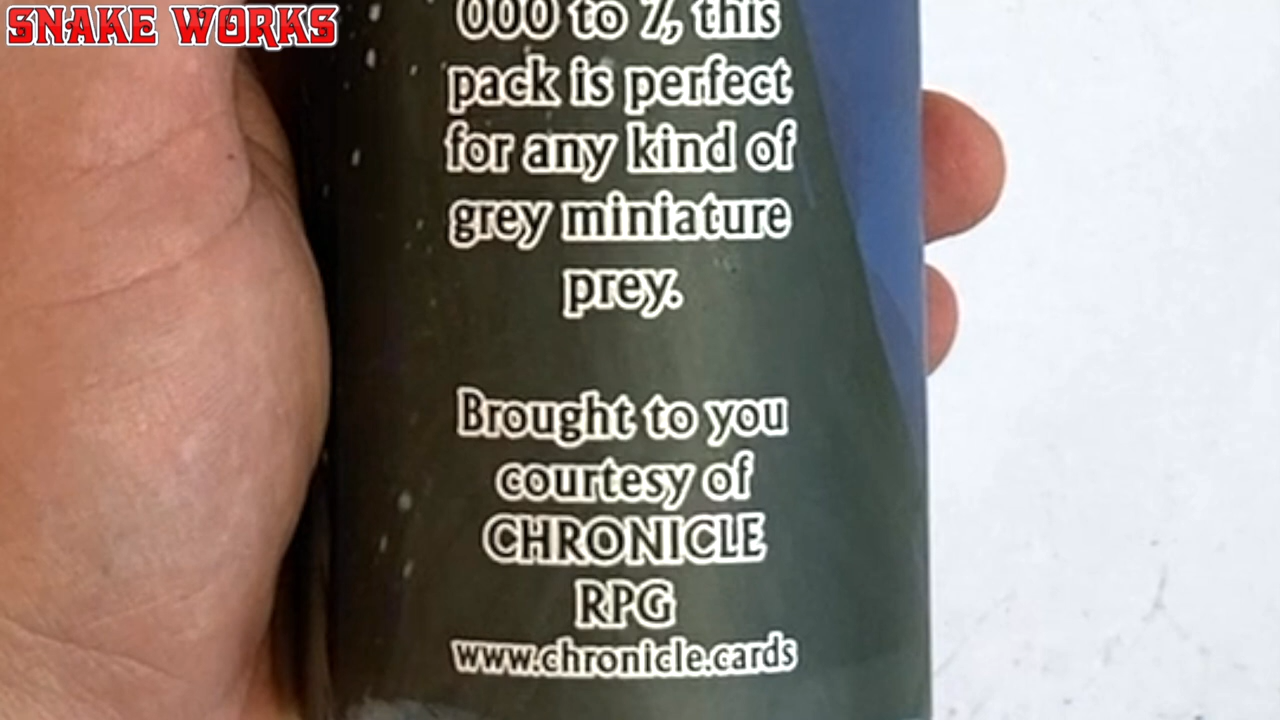 SNAKE WORKS
000 to 7, this
pack is perfect
for any kind of
grey miniature
prey.
Brought to you
courtesy of
CHRONICLE
RPG
www.chronicle.cards